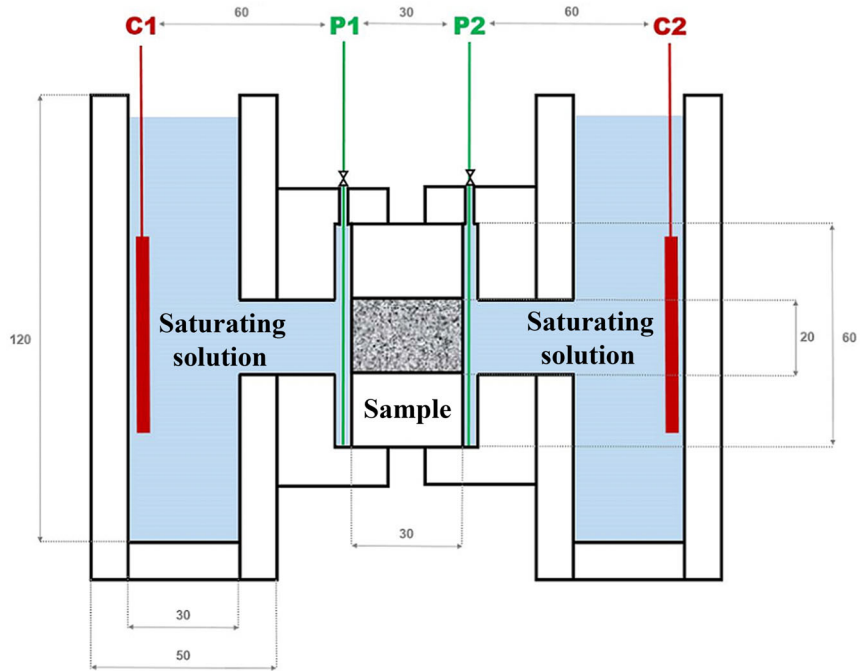 60 30 60
C1 P1 P2 C2
Saturating
solution
Saturating
solution
Sample
120
20
60
30
30
50